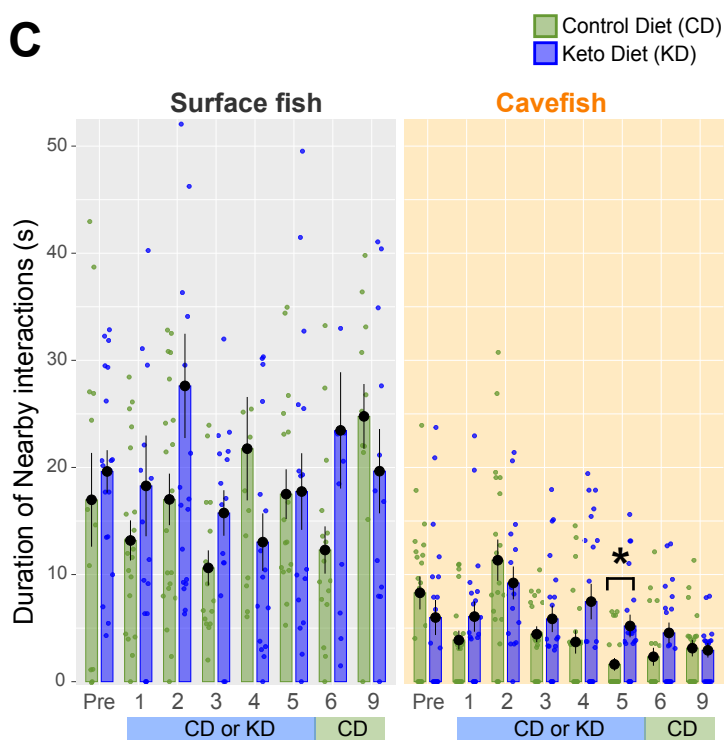 C
Control Diet (CD)
Keto Diet (KD)
Surface fish
Cavefish
Duration of Nearby interactions (s)
50
40
30
20
10
0
*
Pre 1 2 3 4 5 6 9
Pre 1 2 3 4 5 6 9
CD or KD CD
CD or KD CD